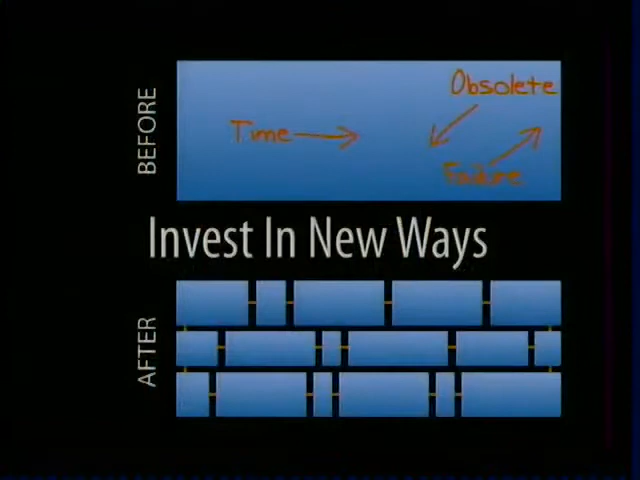 BEFORE
Obsolete
Time
Failure
Invest In New Ways
AFTER